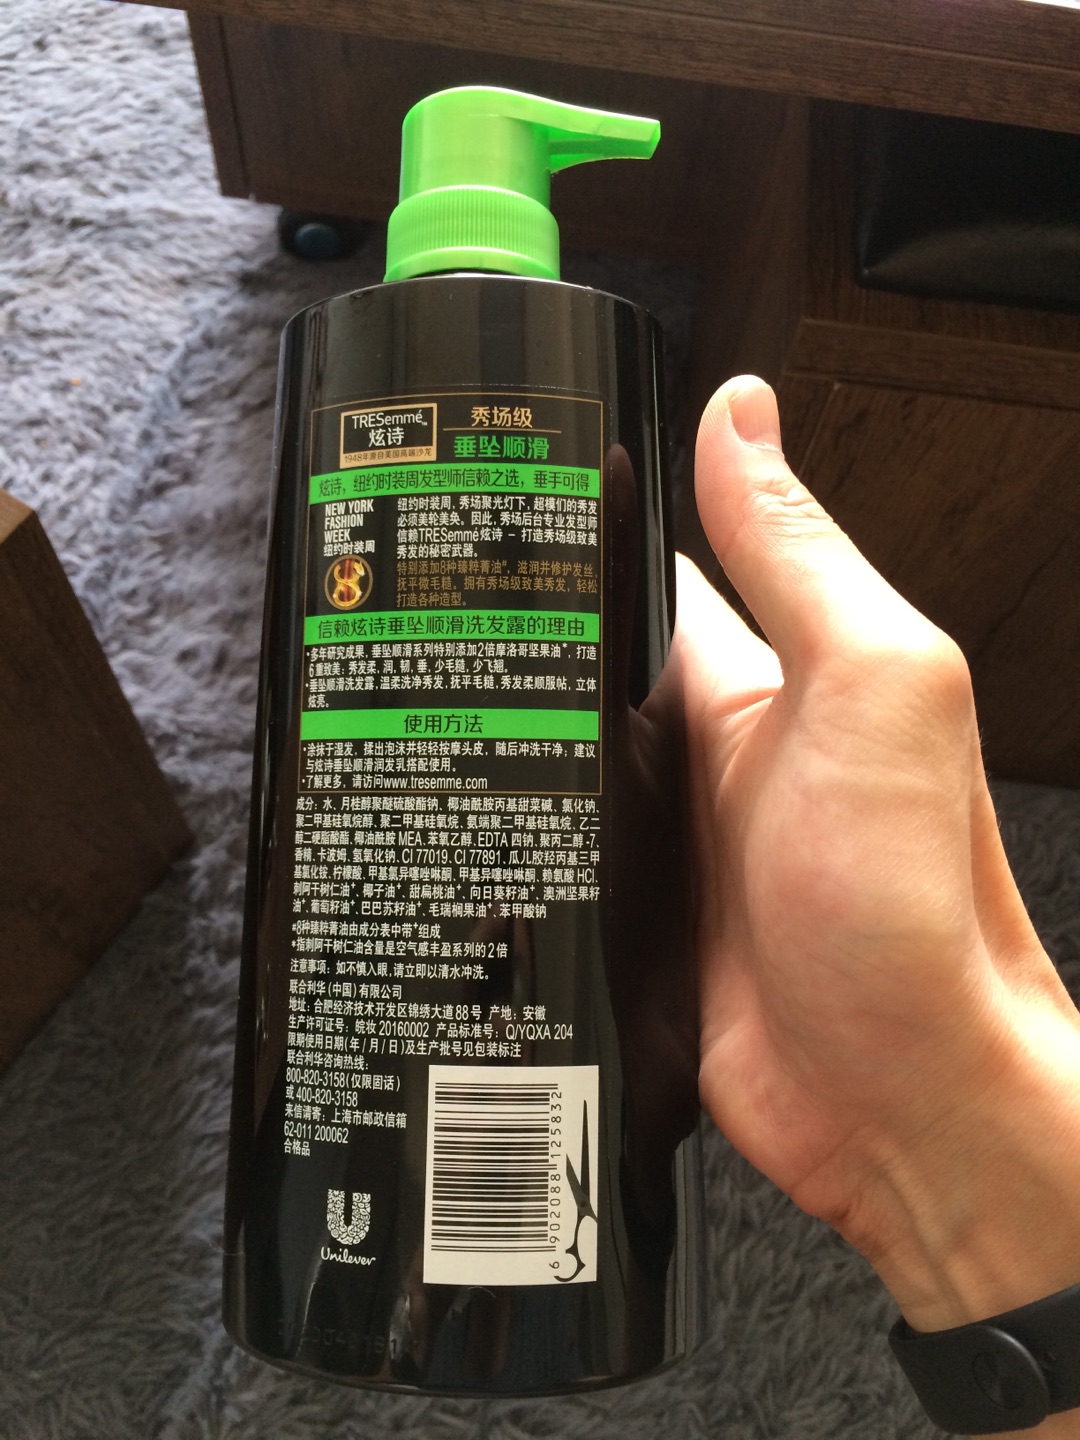 TRESemmé™
炫诗
1948年源自美国高端沙龙
秀场级
垂坠顺滑
炫诗，纽约时装周发型师信赖之选，垂手可得
NEW YORK
FASHION
WEEK
纽约时装周
8
纽约时装周，秀场聚光灯下，超模们的秀发
必须美轮美奂。因此，秀场后台专业发型师
信赖TRESemmé炫诗 – 打造秀场级致美
秀发的秘密武器。
特别添加8种臻粹菁油#，滋润并修护发丝，
抚平微毛糙。拥有秀场级致美秀发，轻松
打造各种造型。
信赖炫诗垂坠顺滑洗发露的理由
·多年研究成果，垂坠顺滑系列特别添加2倍摩洛哥坚果油*，打造
6重致美：秀发柔，润，韧，垂，少毛糙，少飞翘。
·垂坠顺滑洗发露，温柔洗净秀发，抚平毛糙，秀发柔顺服帖，立体
炫亮。
使用方法
·涂抹于湿发，揉出泡沫并轻轻按摩头皮，随后冲洗干净；建议
与炫诗垂坠顺滑润发乳搭配使用。
·了解更多，请访问www.tresemme.com
成分：水、月桂醇聚醚硫酸酯钠、椰油酰胺丙基甜菜碱、氯化钠、
聚二甲基硅氧烷醇、聚二甲基硅氧烷、氨端聚二甲基硅氧烷、乙二
醇二硬脂酸酯、椰油酰胺 MEA、苯氧乙醇、EDTA 四钠、聚丙二醇 -7、
香精、卡波姆、氢氧化钠、CI 77019、CI 77891、瓜儿胶羟丙基三甲
基氯化铵、柠檬酸、甲基氯异噻唑啉酮、甲基异噻唑啉酮、赖氨酸 HCl、
刺阿干树仁油+、椰子油+、甜扁桃油+、向日葵籽油+、澳洲坚果籽
油+、葡萄籽油+、巴巴苏籽油+、毛瑞榈果油+、苯甲酸钠
#8种臻粹菁油由成分表中带+组成
*指刺阿干树仁油含量是空气感丰盈系列的2倍
注意事项：如不慎入眼，请立即以清水冲洗。
联合利华（中国）有限公司
地址：合肥经济技术开发区锦绣大道88号 产地：安徽
生产许可证号：皖妆20160002 产品标准号：Q/YQXA 204
限期使用日期（年/月/日）及生产批号见包装标注
联合利华咨询热线：
800-820-3158（仅限固话）
或 400-820-3158
来信请寄：上海市邮政信箱
62-011 200062
合格品
6 902088 125832
Unilever